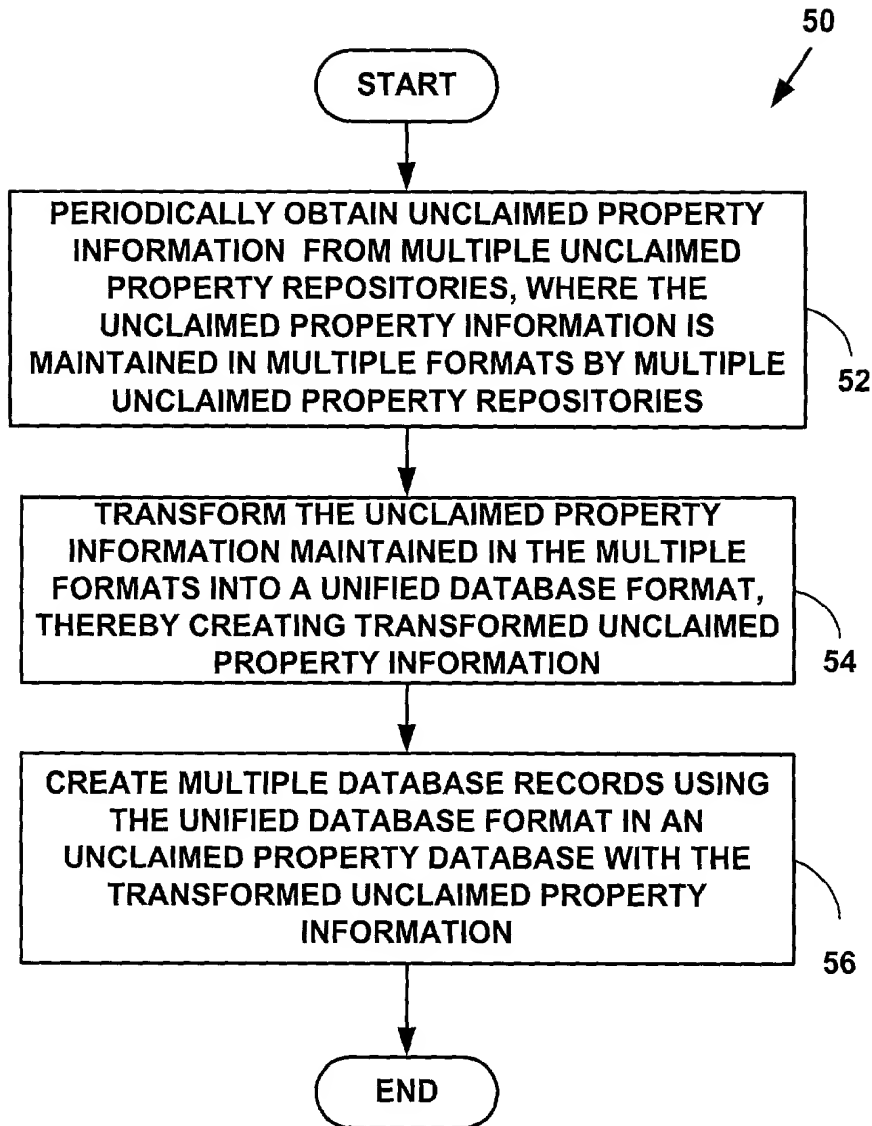 50
START
PERIODICALLY OBTAIN UNCLAIMED PROPERTY
INFORMATION FROM MULTIPLE UNCLAIMED
PROPERTY REPOSITORIES, WHERE THE
UNCLAIMED PROPERTY INFORMATION IS
MAINTAINED IN MULTIPLE FORMATS BY MULTIPLE
UNCLAIMED PROPERTY REPOSITORIES
52
TRANSFORM THE UNCLAIMED PROPERTY
INFORMATION MAINTAINED IN THE MULTIPLE
FORMATS INTO A UNIFIED DATABASE FORMAT,
THEREBY CREATING TRANSFORMED UNCLAIMED
PROPERTY INFORMATION
54
CREATE MULTIPLE DATABASE RECORDS USING
THE UNIFIED DATABASE FORMAT IN AN
UNCLAIMED PROPERTY DATABASE WITH THE
TRANSFORMED UNCLAIMED PROPERTY
INFORMATION
56
END